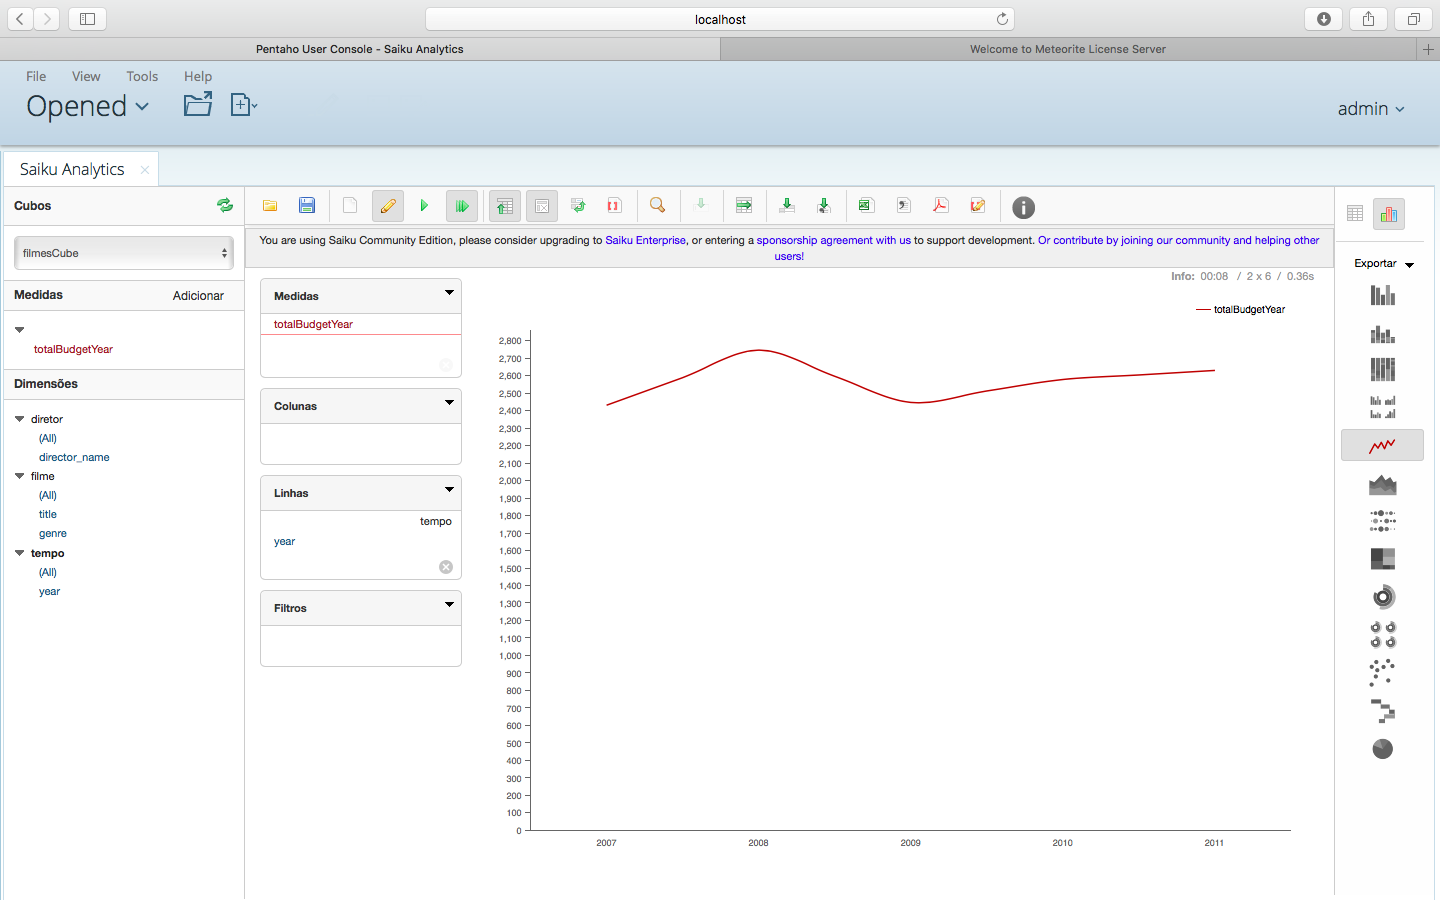 localhost
Pentaho User Console - Saiku Analytics
Welcome to Meteorite License Server
File View Tools Help
Opened
admin
Saiku Analytics
Cubos
filmesCube
Medidas Adicionar
totalBudgetYear
Dimensões
diretor
(All)
director_name
filme
(All)
title
genre
tempo
(All)
year
You are using Saiku Community Edition, please consider upgrading to Saiku Enterprise, or entering a sponsorship agreement with us to support development. Or contribute by joining our community and helping other
users!
Info: 00:08 / 2 x 6 / 0.36s
Medidas
totalBudgetYear
Colunas
Linhas
tempo
year
Filtros
totalBudgetYear
2,800
2,700
2,600
2,500
2,400
2,300
2,200
2,100
2,000
1,900
1,800
1,700
1,600
1,500
1,400
1,300
1,200
1,100
1,000
900
800
700
600
500
400
300
200
100
0
2007 2008 2009 2010 2011
Exportar